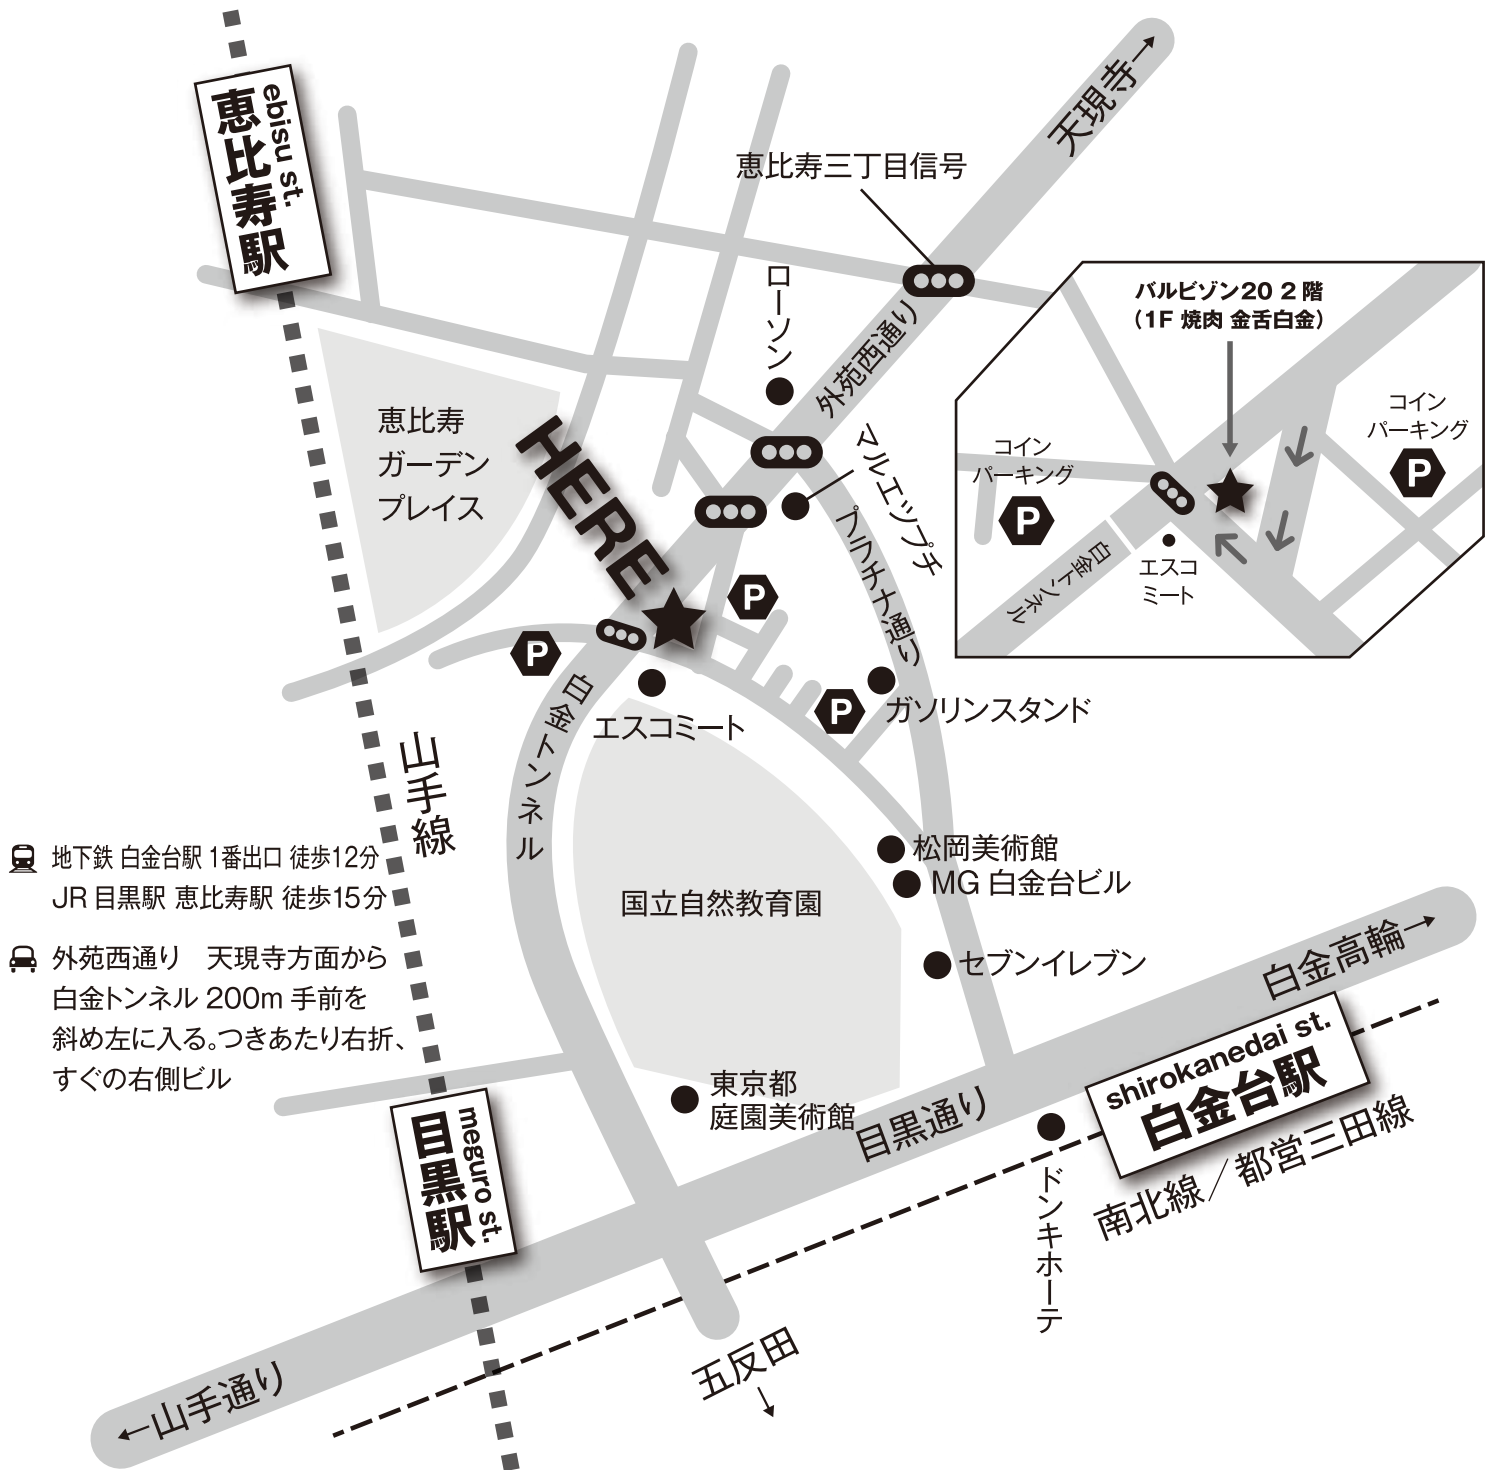 恵比寿駅
ebisu st.
天現寺→
恵比寿三丁目信号
ローソン
外苑西通り
バルビゾン20 2階
（1F 焼肉 金舌白金）
コイン
パーキング
P
コイン
パーキング
P
エスコ
ミート
白金トンネル
恵比寿
ガーデン
プレイス
HERE
マルエツプチ
プラチナ通り
P
P
P
エスコミート
ガソリンスタンド
白金トンネル
山手線
地下鉄 白金台駅 1番出口 徒歩12分
JR 目黒駅 恵比寿駅 徒歩15分
外苑西通り　天現寺方面から
白金トンネル 200m 手前を
斜め左に入る。つきあたり右折、
すぐの右側ビル
国立自然教育園
松岡美術館
MG 白金台ビル
セブンイレブン
白金高輪→
shirokanedai st.
白金台駅
南北線／都営三田線
東京都
庭園美術館
目黒通り
目黒駅
meguro st.
ドンキホーテ
五反田
↓
←山手通り